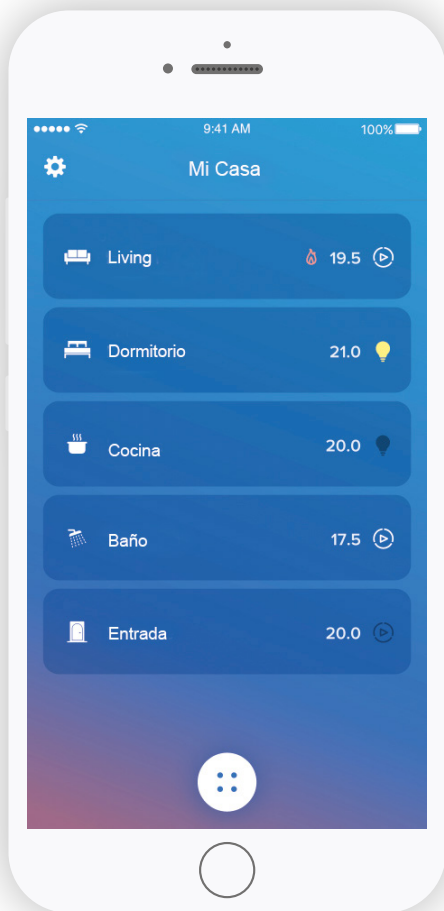 9:41 AM 100%
Mi Casa
Living 19.5
Dormitorio 21.0
Cocina 20.0
Baño 17.5
Entrada 20.0